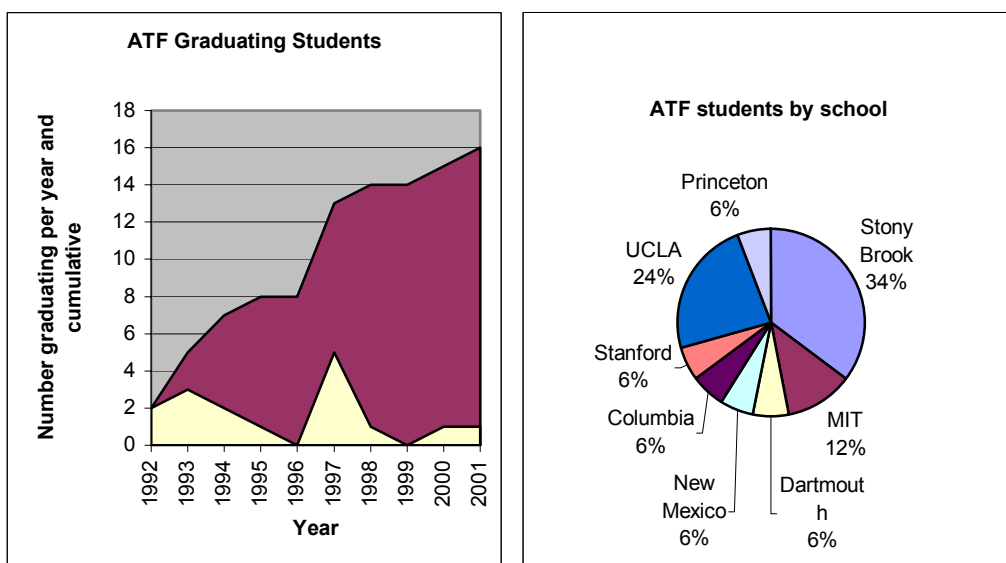 ATF Graduating Students
Number graduating per year and
cumulative
18
16
14
12
10
8
6
4
2
0
1992
1993
1994
1995
1996
1997
1998
1999
2000
2001
Year
ATF students by school
Princeton
6%
UCLA
24%
Stony
Brook
34%
Stanford
6%
Columbia
6%
New
Mexico
6%
Dartmout
h
6%
MIT
12%